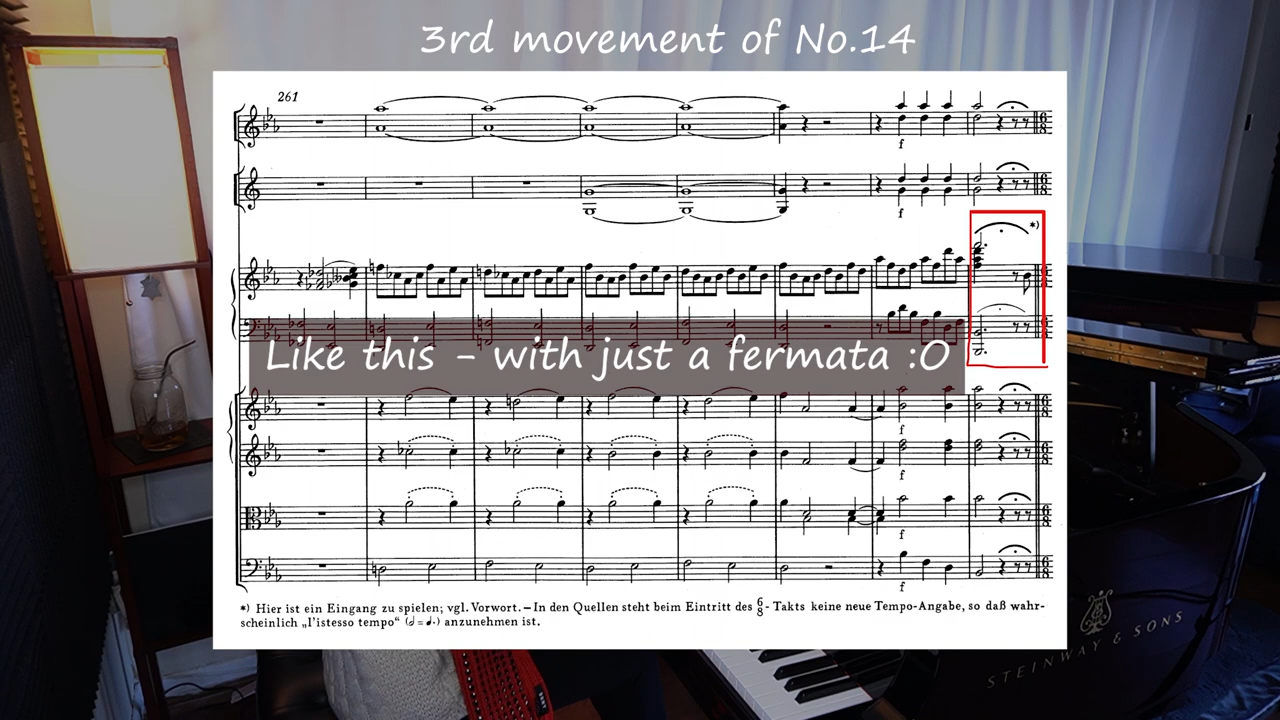 3rd movement of No.14
261
f
f
*)
Like this - with just a fermata :O
f
f
f
f
*) Hier ist ein Eingang zu spielen; vgl. Vorwort. – In den Quellen steht beim Eintritt des 6/8 - Takts keine neue Tempo-Angabe, so daß wahr-
scheinlich „l'istesso tempo“ (𝅗𝅥 = 𝅘𝅥.) anzunehmen ist.
STEINWAY & SONS